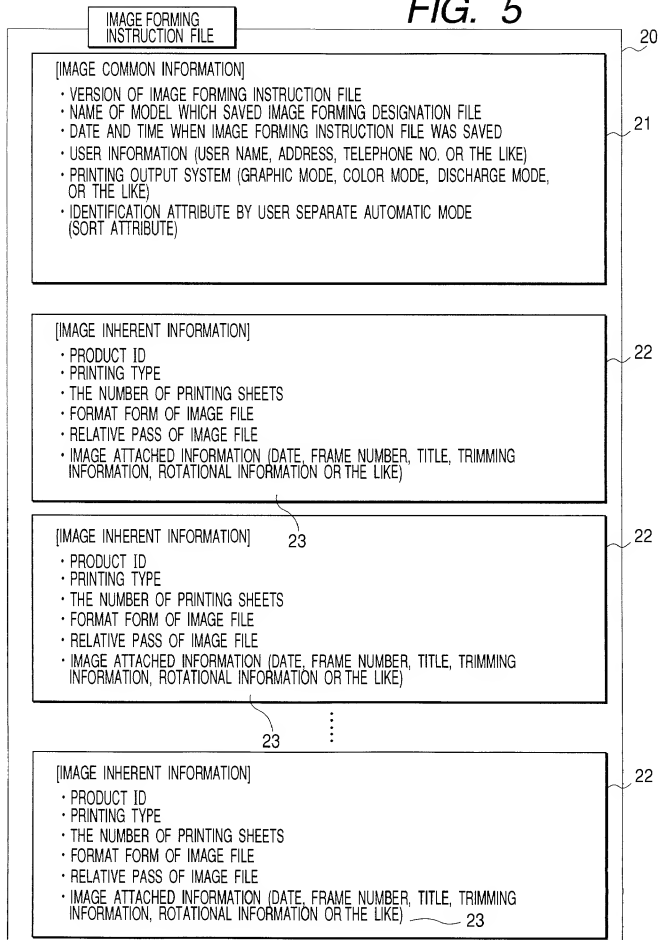 FIG. 5
IMAGE FORMING
INSTRUCTION FILE
20
[IMAGE COMMON INFORMATION]
・VERSION OF IMAGE FORMING INSTRUCTION FILE
・NAME OF MODEL WHICH SAVED IMAGE FORMING DESIGNATION FILE
・DATE AND TIME WHEN IMAGE FORMING INSTRUCTION FILE WAS SAVED
21
・USER INFORMATION (USER NAME, ADDRESS, TELEPHONE NO. OR THE LIKE)
・PRINTING OUTPUT SYSTEM (GRAPHIC MODE, COLOR MODE, DISCHARGE MODE,
OR THE LIKE)
・IDENTIFICATION ATTRIBUTE BY USER SEPARATE AUTOMATIC MODE
(SORT ATTRIBUTE)
[IMAGE INHERENT INFORMATION]
22
・PRODUCT ID
・PRINTING TYPE
・THE NUMBER OF PRINTING SHEETS
・FORMAT FORM OF IMAGE FILE
・RELATIVE PASS OF IMAGE FILE
・IMAGE ATTACHED INFORMATION (DATE, FRAME NUMBER, TITLE, TRIMMING
INFORMATION, ROTATIONAL INFORMATION OR THE LIKE)
23
[IMAGE INHERENT INFORMATION]
22
・PRODUCT ID
・PRINTING TYPE
・THE NUMBER OF PRINTING SHEETS
・FORMAT FORM OF IMAGE FILE
・RELATIVE PASS OF IMAGE FILE
・IMAGE ATTACHED INFORMATION (DATE, FRAME NUMBER, TITLE, TRIMMING
INFORMATION, ROTATIONAL INFORMATION OR THE LIKE)
23
[IMAGE INHERENT INFORMATION]
22
・PRODUCT ID
・PRINTING TYPE
・THE NUMBER OF PRINTING SHEETS
・FORMAT FORM OF IMAGE FILE
・RELATIVE PASS OF IMAGE FILE
・IMAGE ATTACHED INFORMATION (DATE, FRAME NUMBER, TITLE, TRIMMING
INFORMATION, ROTATIONAL INFORMATION OR THE LIKE)
23